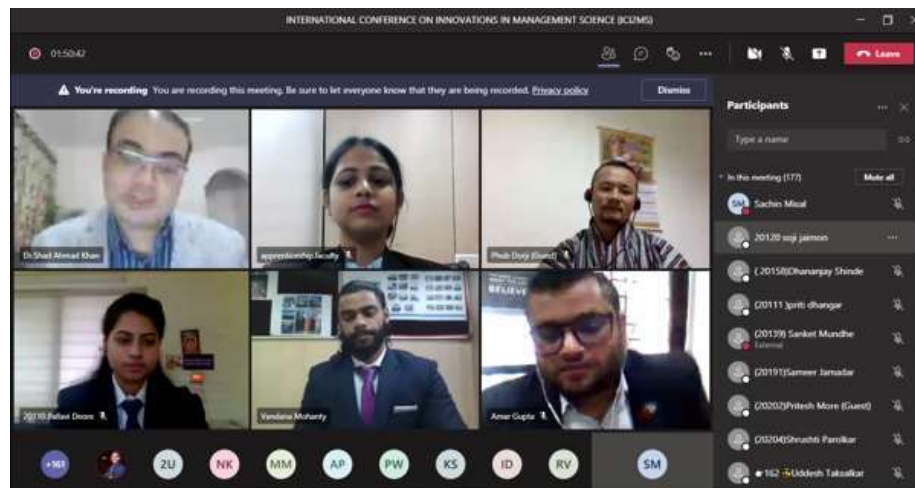 INTERNATIONAL CONFERENCE ON INNOVATIONS IN MANAGEMENT SCIENCE (ICI2MS)
01:50:42
Leave
You're recording You are recording this meeting. Be sure to let everyone know that they are being recorded. Privacy policy
Dismiss
Participants
Type a name
In this meeting (177)
Mute all
SM Sachin Misal
20120 soji jaimon
( 20158)Dhananjay Shinde
(20111 )priti dhangar
(20139) Sanket Mundhe
External
(20191)Sameer Jamadar
(20202)Pritesh More (Guest)
(20204)Shrushti Parolkar
162 Uddesh Taksalkar
Dr.Shad Ahmad Khan
apprenticeship.faculty
Phub Dorji (Guest)
BELIEVE
20110 Pallavi Deore
Vandana Mohanty
Amar Gupta
+161
2U
NK
MM
AP
PW
KS
ID
RV
SM